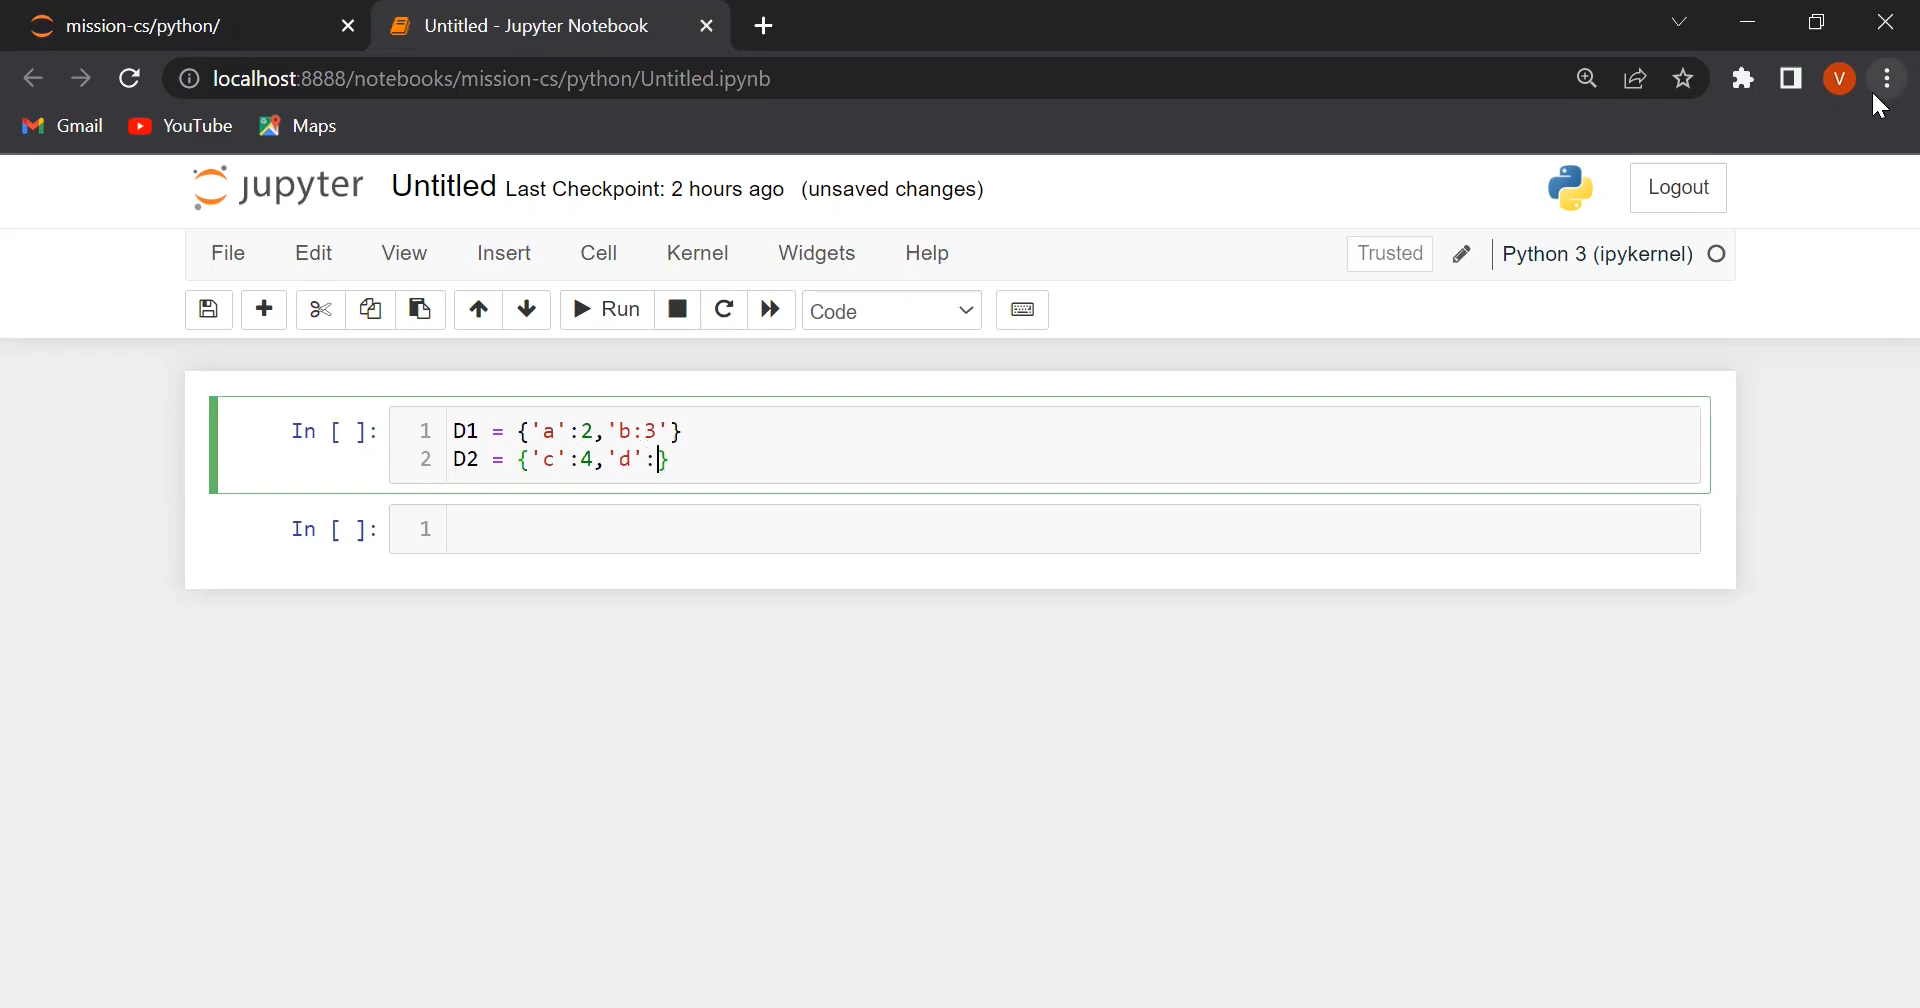 mission-cs/python/
Untitled - Jupyter Notebook
localhost:8888/notebooks/mission-cs/python/Untitled.ipynb
V
Gmail YouTube Maps
jupyter Untitled Last Checkpoint: 2 hours ago (unsaved changes)
Logout
File Edit View Insert Cell Kernel Widgets Help
Trusted
Python 3 (ipykernel)
Run
Code
In [ ]:
1 D1 = {'a':2,'b:3'}
2 D2 = {'c':4,'d':}
In [ ]:
1